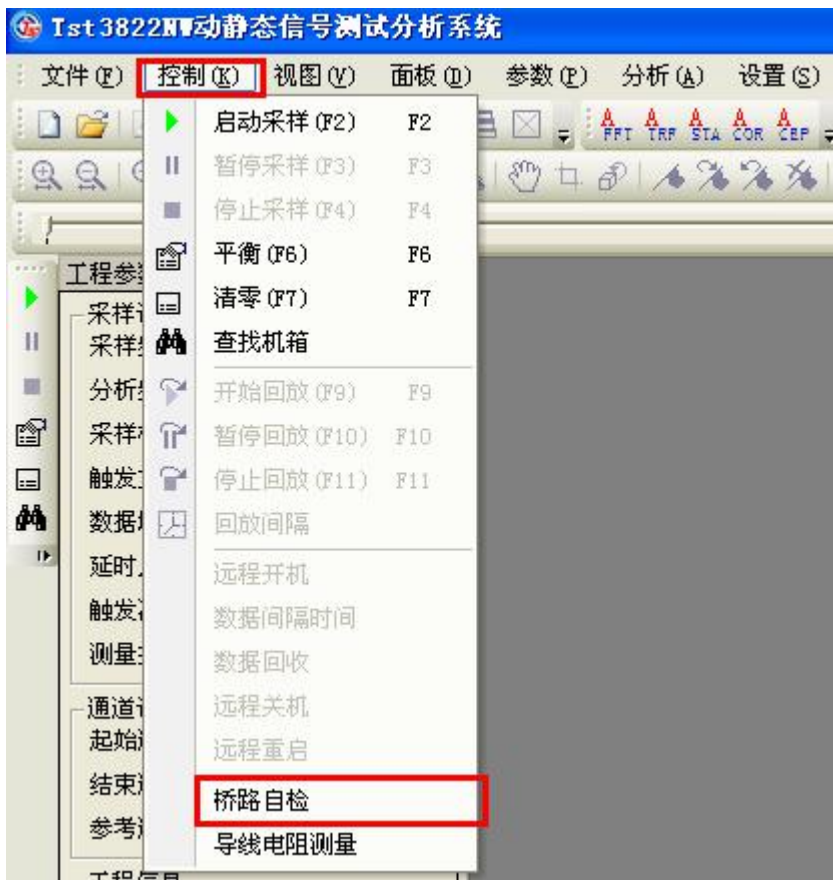 Tst3822NW动静态信号测试分析系统
文件(F) 控制(K) 视图(V) 面板(D) 参数(P) 分析(A) 设置(S)
FFT TRF STA COR CEP
启动采样(F2) F2
暂停采样(F3) F3
停止采样(F4) F4
平衡(F6) F6
清零(F7) F7
查找机箱
开始回放(F9) F9
暂停回放(F10) F10
停止回放(F11) F11
回放间隔
远程开机
数据间隔时间
数据回收
远程关机
远程重启
桥路自检
导线电阻测量
工程参
采样
采样
分析
采样
触发
数据
延时
触发
测量
通道
起始
结束
参考
工程信息